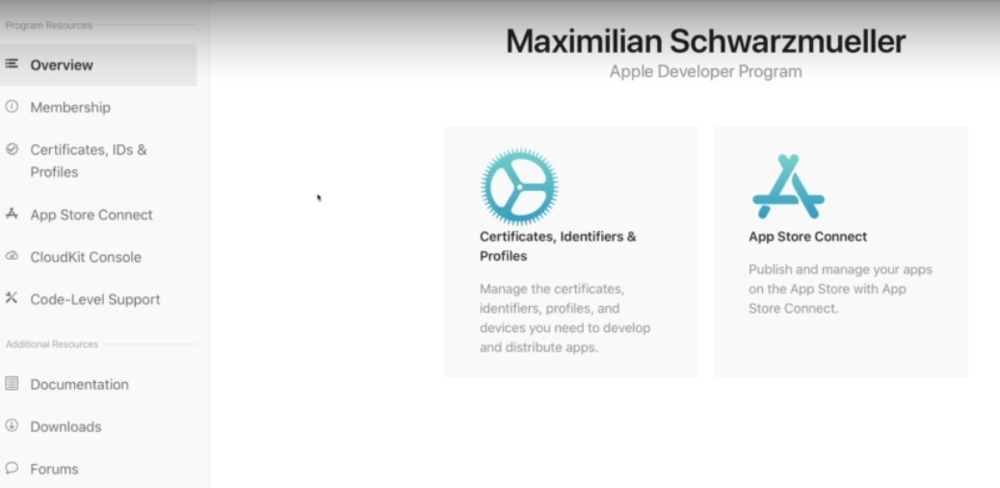 Program Resources
Overview
Membership
Certificates, IDs &
Profiles
App Store Connect
CloudKit Console
Code-Level Support
Additional Resources
Documentation
Downloads
Forums
Maximilian Schwarzmueller
Apple Developer Program
Certificates, Identifiers &
Profiles
Manage the certificates,
identifiers, profiles, and
devices you need to develop
and distribute apps.
App Store Connect
Publish and manage your apps
on the App Store with App
Store Connect.